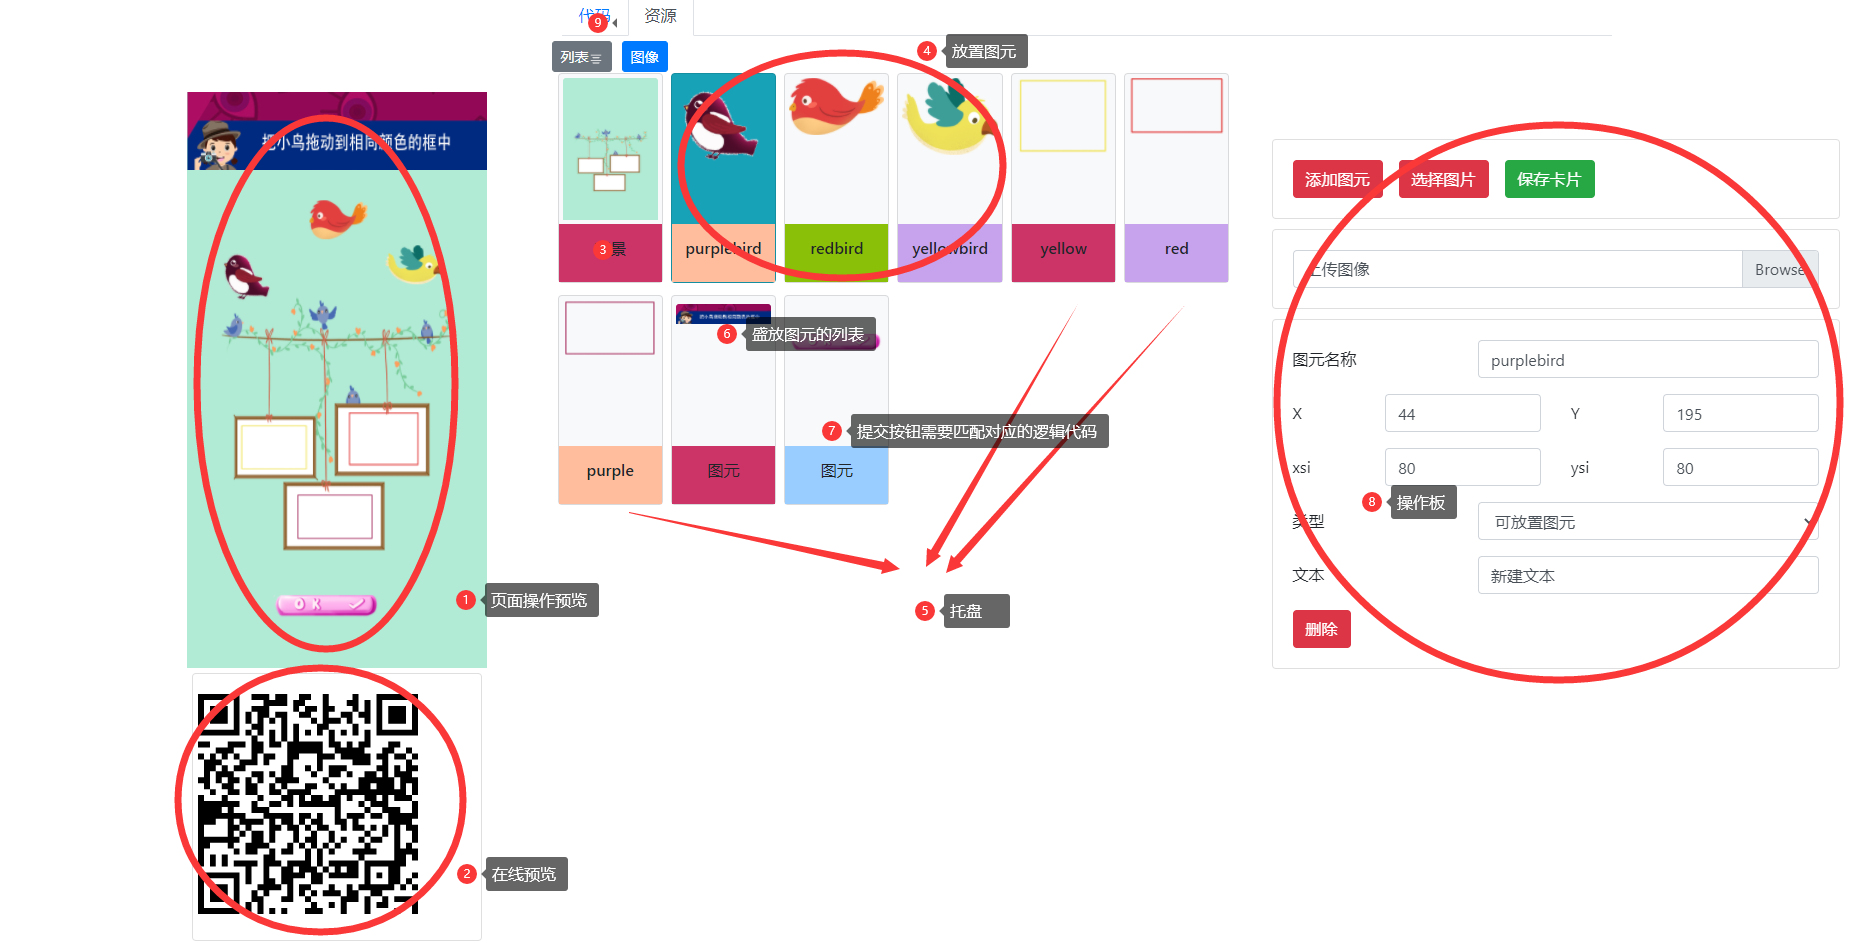 代码
9
资源
列表
图像
4
放置图元
把小鸟拖动到相同颜色的框中
OK
1
页面操作预览
2
在线预览
3
景
purplebird
redbird
yellowbird
yellow
red
6
盛放图元的列表
7
提交按钮需要匹配对应的逻辑代码
purple
图元
图元
5
托盘
添加图元
选择图片
保存卡片
上传图像
Browse
图元名称
purplebird
X
44
Y
195
xsi
80
ysi
80
8
操作板
类型
可放置图元
文本
新建文本
删除